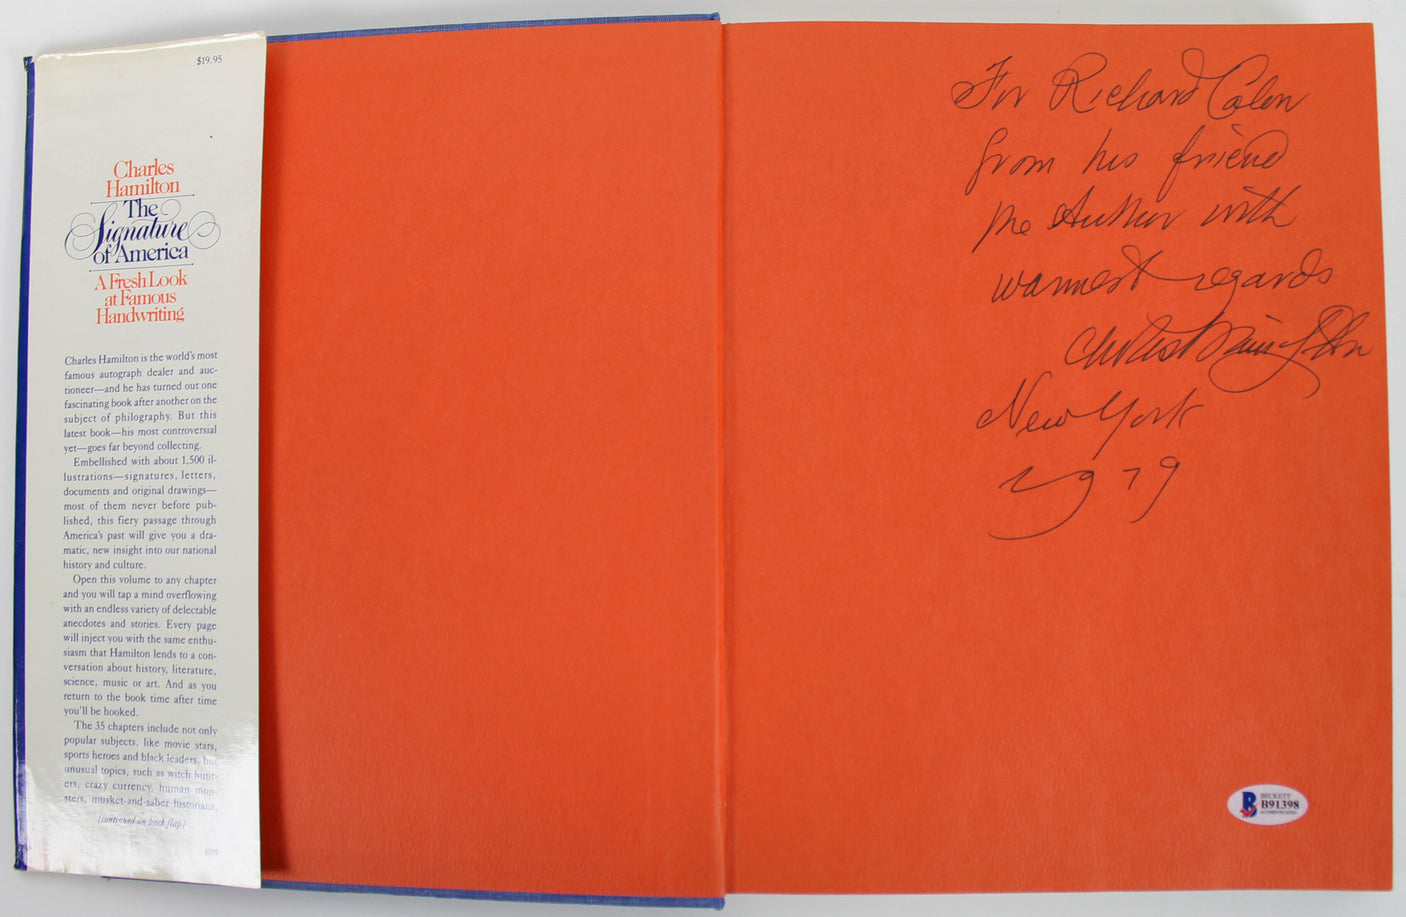 $19.95
Charles
Hamilton
The
Signature
of America
A Fresh Look
at Famous
Handwriting
Charles Hamilton is the world's most
famous autograph dealer and auc-
tioneer—and he has turned out one
fascinating book after another on the
subject of philography. But this
latest book—his most controversial
yet—goes far beyond collecting.
Embellished with about 1,500 il-
lustrations—signatures, letters,
documents and original drawings—
most of them never before pub-
lished, this fiery passage through
America's past will give you a dra-
matic, new insight into our national
history and culture.
Open this volume to any chapter
and you will tap a mind overflowing
with an endless variety of delectable
anecdotes and stories. Every page
will inject you with the same enthu-
siasm that Hamilton lends to a con-
versation about history, literature,
science, music or art. And as you
return to the book time after time
you'll be hooked.
The 35 chapters include not only
popular subjects, like movie stars,
sports heroes and black leaders, but
unusual topics, such as witch hunt-
ers, crazy currency, human mon-
sters, musket-and-saber historians,
(continued on back flap)
1079
For Richard
from his friend
the Author with
warmest regards
Charles Hamilton
New York
1979
BECKETT
B91398
AUTHENTICATED